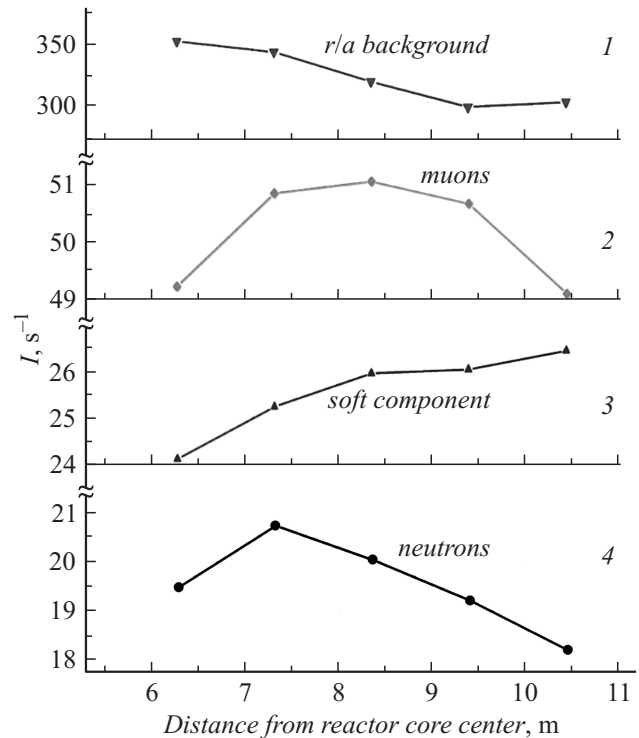 350
r/a background
1
300
51
muons
50
2
49
I, s⁻¹
26
25
soft component
3
24
21
20
neutrons
4
19
18
6 7 8 9 10 11
Distance from reactor core center, m